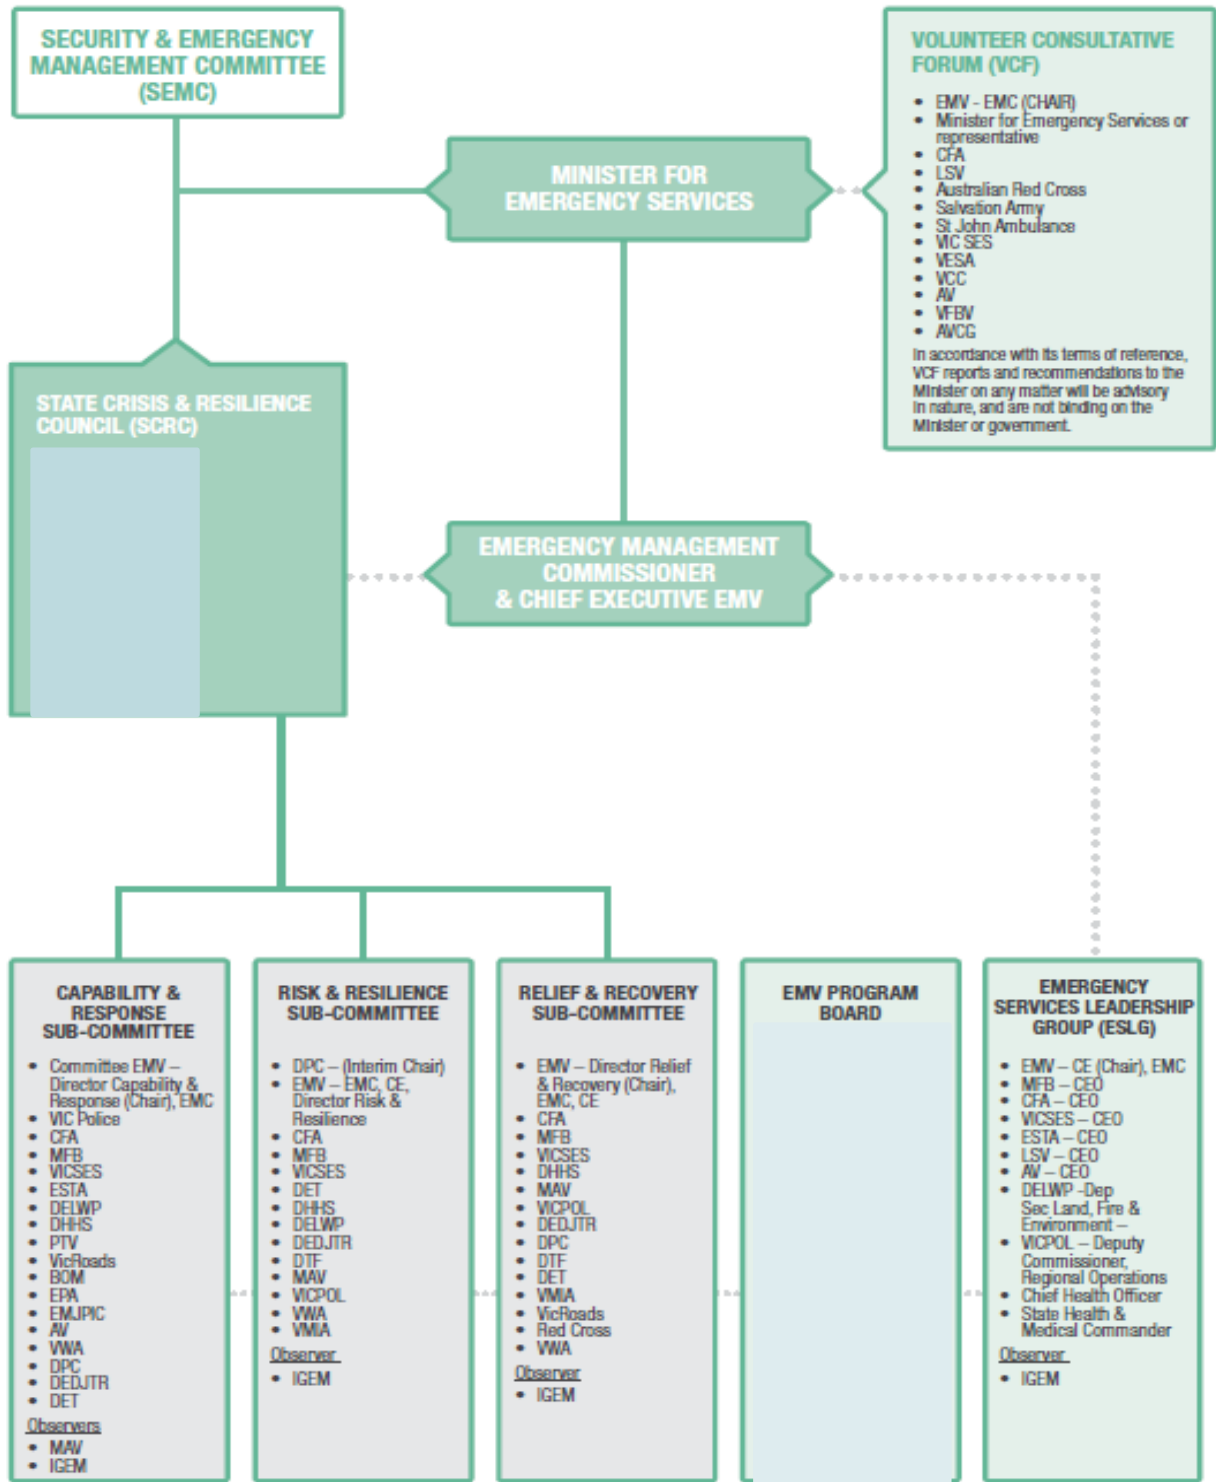 SECURITY & EMERGENCY
MANAGEMENT COMMITTEE
(SEMC)
VOLUNTEER CONSULTATIVE
FORUM (VCF)
• EMV - EMC (CHAIR)
• Minister for Emergency Services or
representative
• CFA
• LSV
• Australian Red Cross
• Salvation Army
• St John Ambulance
• VIC SES
• VESA
• VCC
• AV
• VFBV
• AVCG
In accordance with its terms of reference,
VCF reports and recommendations to the
Minister on any matter will be advisory
in nature, and are not binding on the
Minister or government.
MINISTER FOR
EMERGENCY SERVICES
STATE CRISIS & RESILIENCE
COUNCIL (SCRC)
EMERGENCY MANAGEMENT
COMMISSIONER
& CHIEF EXECUTIVE EMV
CAPABILITY &
RESPONSE
SUB-COMMITTEE
• Committee EMV –
Director Capability &
Response (Chair), EMC
• VIC Police
• CFA
• MFB
• VICSES
• ESTA
• DELWP
• DHHS
• PTV
• VicRoads
• BOM
• EPA
• EMJPIC
• AV
• VWA
• DPC
• DEDJTR
• DET
Observers
• MAV
• IGEM
RISK & RESILIENCE
SUB-COMMITTEE
• DPC – (Interim Chair)
• EMV – EMC, CE,
Director Risk &
Resilience
• CFA
• MFB
• VICSES
• DET
• DHHS
• DELWP
• DEDJTR
• DTF
• MAV
• VICPOL
• VWA
• VMIA
Observer
• IGEM
RELIEF & RECOVERY
SUB-COMMITTEE
• EMV – Director Relief
& Recovery (Chair),
EMC, CE
• CFA
• MFB
• VICSES
• DHHS
• MAV
• VICPOL
• DEDJTR
• DPC
• DTF
• DET
• VMIA
• VicRoads
• Red Cross
• VWA
Observer
• IGEM
EMV PROGRAM
BOARD
EMERGENCY
SERVICES LEADERSHIP
GROUP (ESLG)
• EMV – CE (Chair), EMC
• MFB – CEO
• CFA – CEO
• VICSES – CEO
• ESTA – CEO
• LSV – CEO
• AV – CEO
• DELWP -Dep
Sec Land, Fire &
Environment –
• VICPOL – Deputy
Commissioner,
Regional Operations
• Chief Health Officer
• State Health &
Medical Commander
Observer
• IGEM